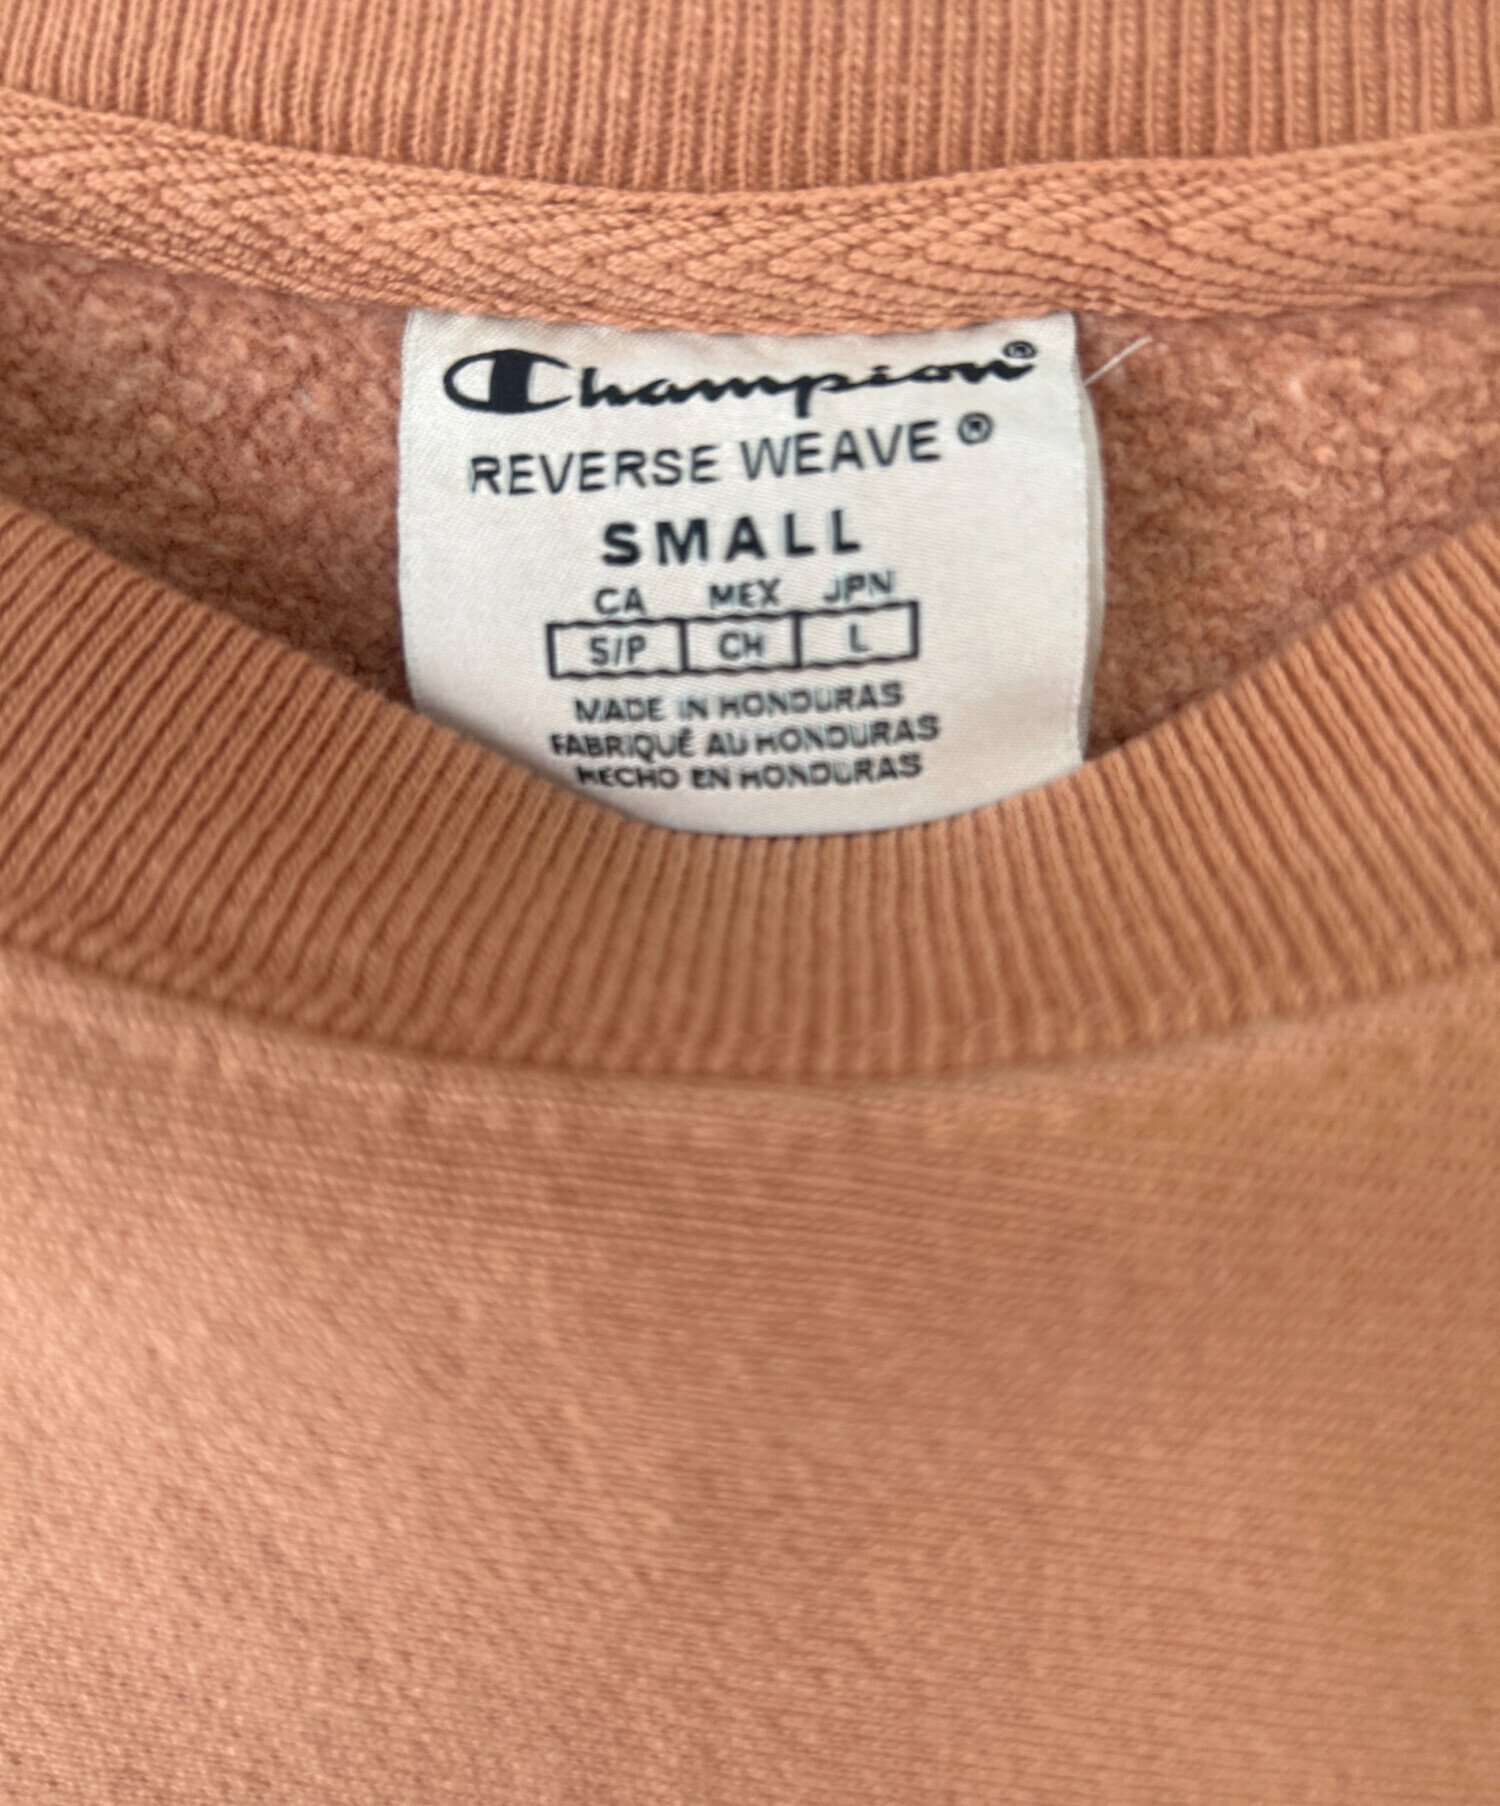 Champion®
REVERSE WEAVE®
SMALL
CA MEX JPN
S/P CH L
MADE IN HONDURAS
FABRIQUÉ AU HONDURAS
HECHO EN HONDURAS